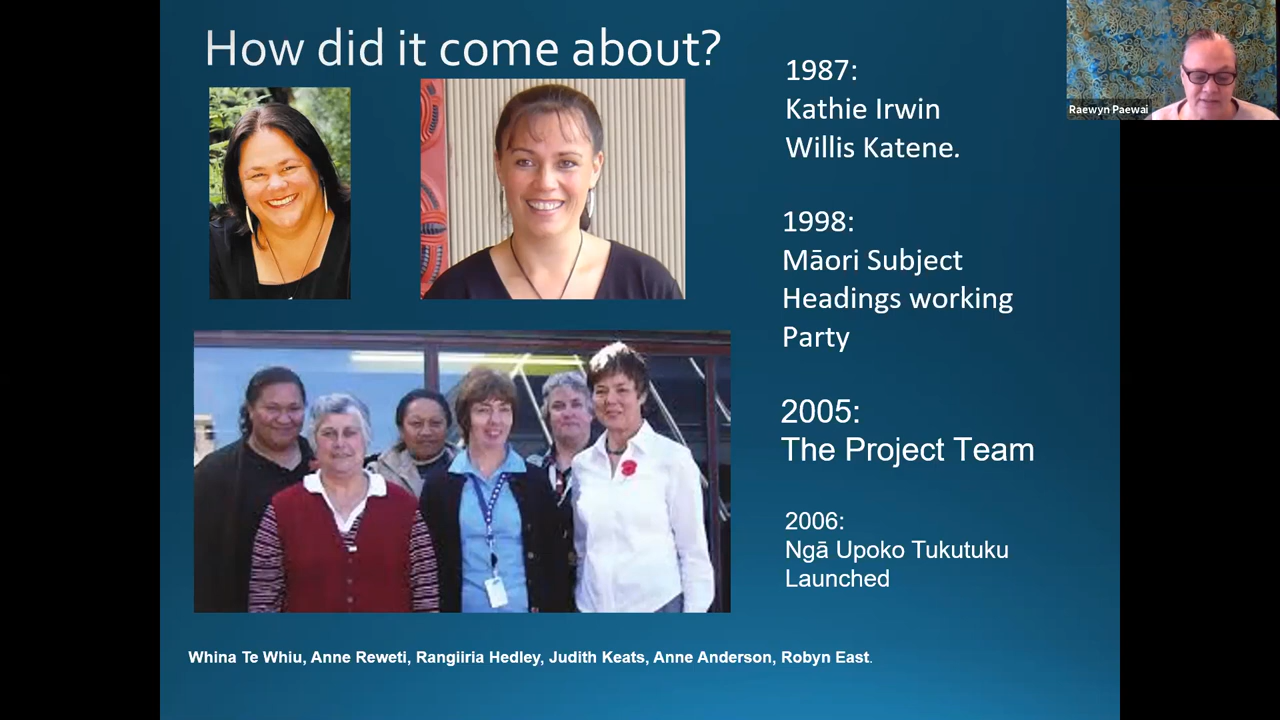 How did it come about?
1987:
Kathie Irwin
Willis Katene.
1998:
Māori Subject
Headings working
Party
2005:
The Project Team
2006:
Ngā Upoko Tukutuku
Launched
Whina Te Whiu, Anne Reweti, Rangiiria Hedley, Judith Keats, Anne Anderson, Robyn East.
Raewyn Paewai